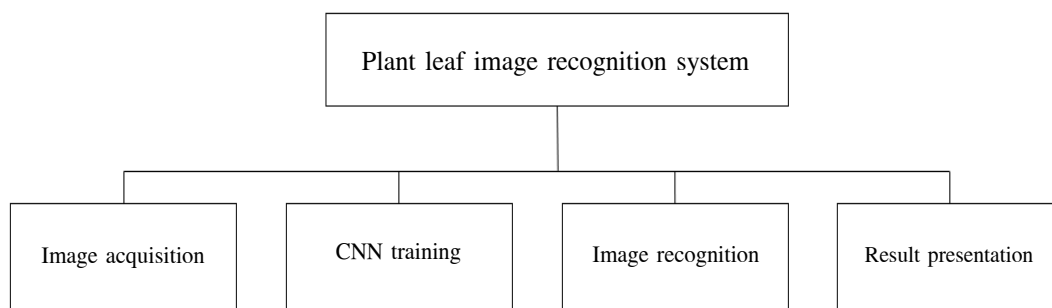 Plant leaf image recognition system
Image acquisition
CNN training
Image recognition
Result presentation